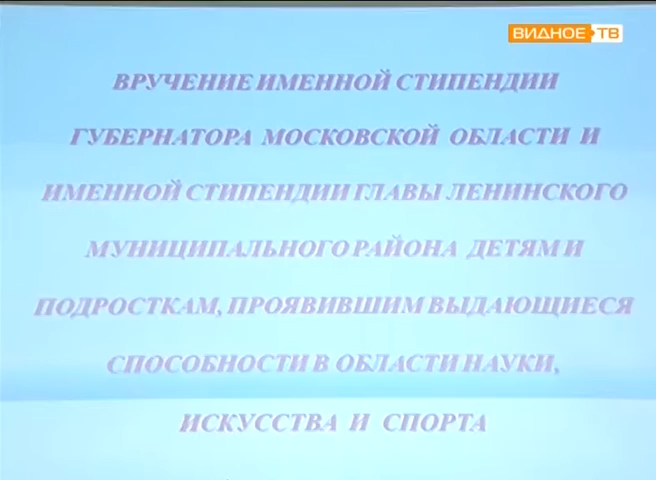 ВИДНОЕ ТВ
ВРУЧЕНИЕ ИМЕННОЙ СТИПЕНДИИ
ГУБЕРНАТОРА МОСКОВСКОЙ ОБЛАСТИ И
ИМЕННОЙ СТИПЕНДИИ ГЛАВЫ ЛЕНИНСКОГО
МУНИЦИПАЛЬНОГО РАЙОНА ДЕТЯМ И
ПОДРОСТКАМ, ПРОЯВИВШИМ ВЫДАЮЩИЕСЯ
СПОСОБНОСТИ В ОБЛАСТИ НАУКИ,
ИСКУССТВА И СПОРТА